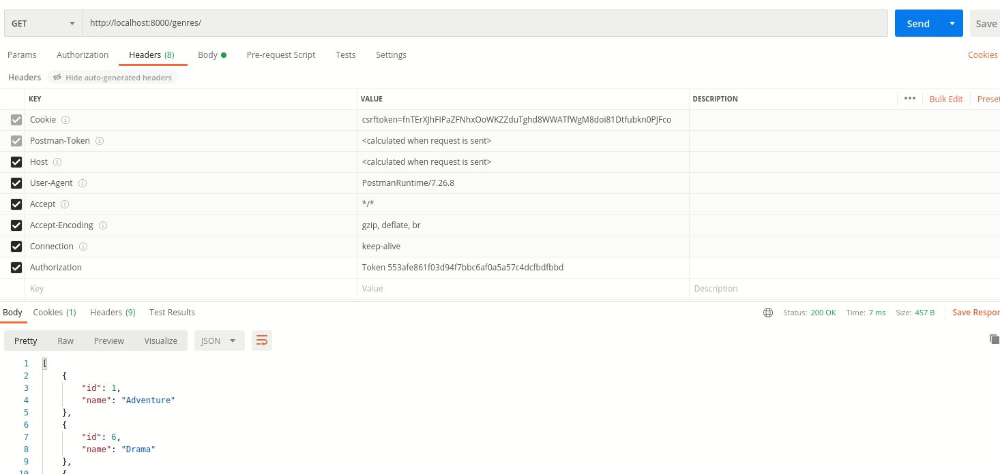 GET http://localhost:8000/genres/ Send Save
Params Authorization Headers (8) Body Pre-request Script Tests Settings Cookies
Headers Hide auto-generated headers
KEY VALUE DESCRIPTION ••• Bulk Edit Preset
Cookie csrftoken=fnTErXJhFIPaZFNhxOoWKZZduTghd8WWATfWgM8doi81Dtfubkn0PJFco
Postman-Token <calculated when request is sent>
Host <calculated when request is sent>
User-Agent PostmanRuntime/7.26.8
Accept */*
Accept-Encoding gzip, deflate, br
Connection keep-alive
Authorization Token 553afe861f03d94f7bbc6af0a5a57c4dcfbdfbbd
Key Value Description
Body Cookies (1) Headers (9) Test Results Status: 200 OK Time: 7 ms Size: 457 B Save Respon
Pretty Raw Preview Visualize JSON
1 [
2 {
3 "id": 1,
4 "name": "Adventure"
5 },
6 {
7 "id": 6,
8 "name": "Drama"
9 },
10 {